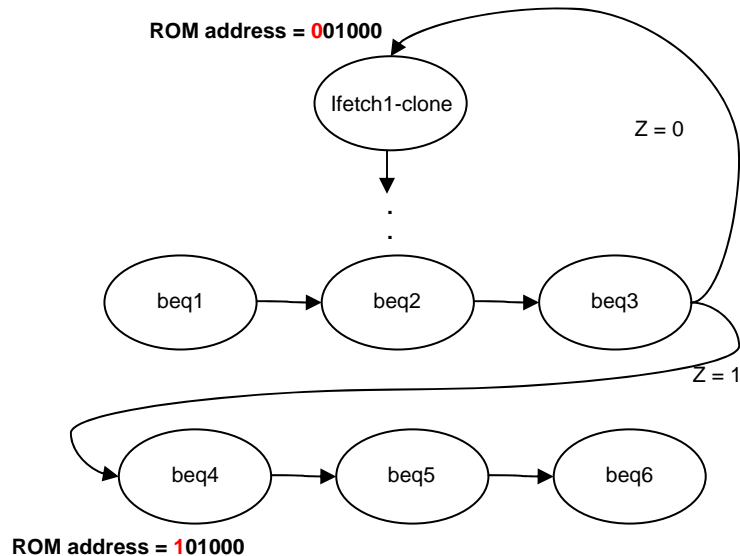 ROM address = 001000
Ifetch1-clone
Z = 0
.
.
beq1 beq2 beq3
Z = 1
beq4 beq5 beq6
ROM address = 101000